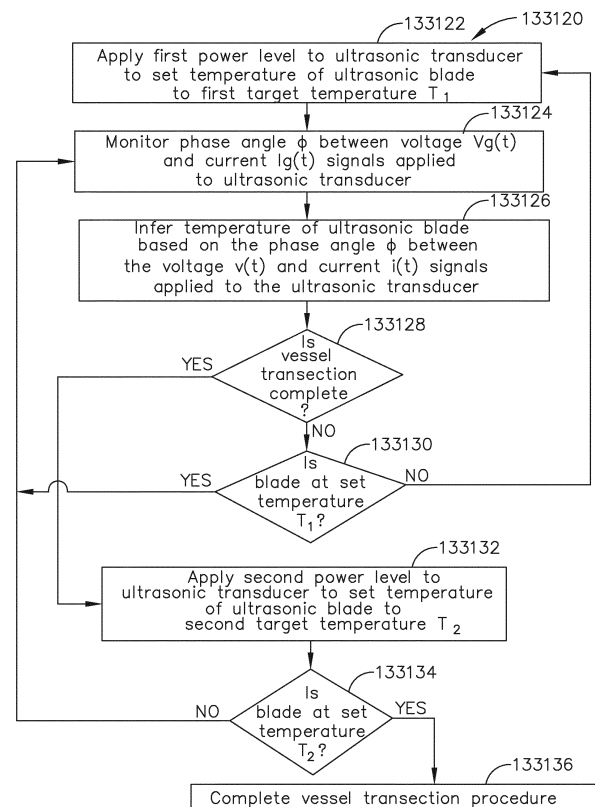 133122
133120
Apply first power level to ultrasonic transducer
to set temperature of ultrasonic blade
to first target temperature T1
133124
Monitor phase angle ϕ between voltage Vg(t)
and current Ig(t) signals applied
to ultrasonic transducer
133126
Infer temperature of ultrasonic blade
based on the phase angle ϕ between
the voltage v(t) and current i(t) signals
applied to the ultrasonic transducer
133128
Is
vessel
transection
complete
?
YES
NO
133130
Is
blade at set
temperature
T1?
YES
NO
133132
Apply second power level to
ultrasonic transducer to set temperature
of ultrasonic blade to
second target temperature T2
133134
Is
blade at set
temperature
T2?
NO
YES
133136
Complete vessel transection procedure